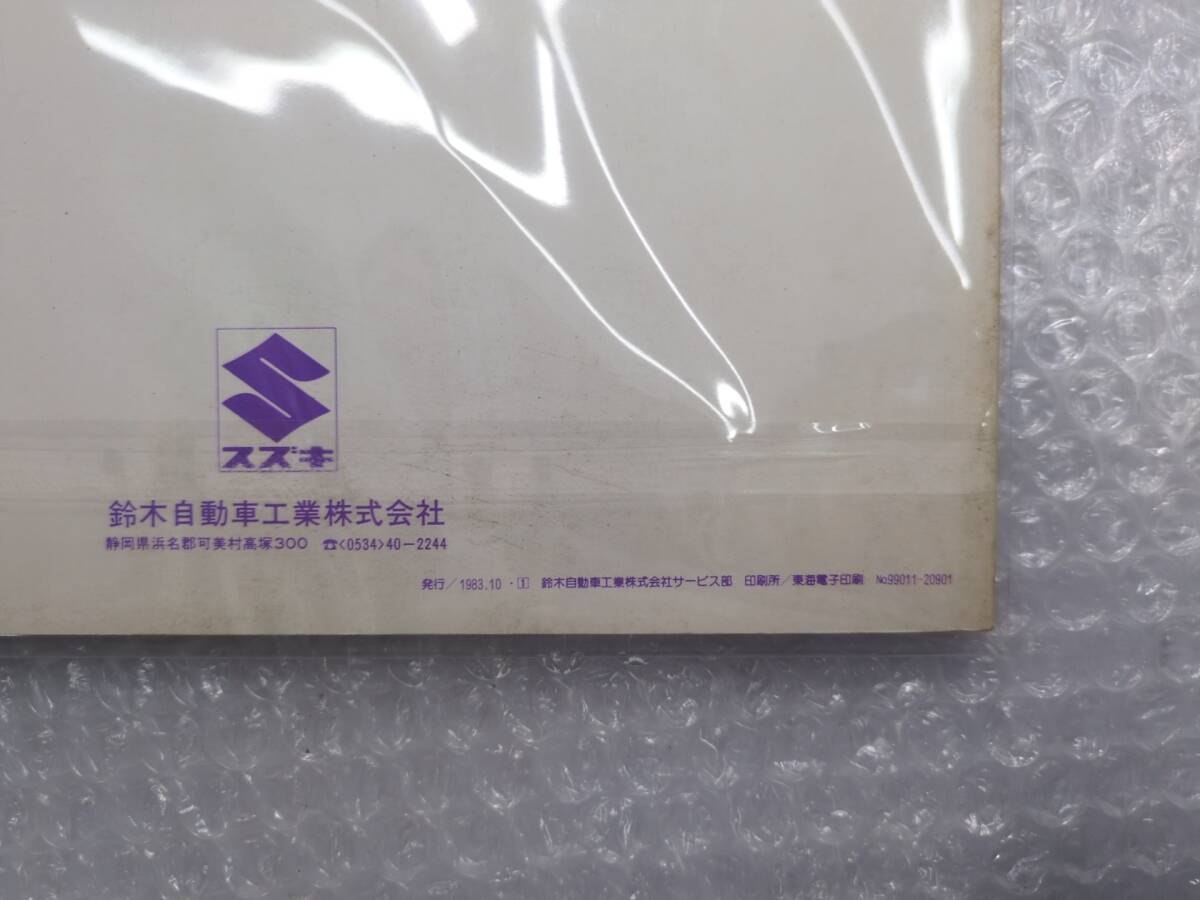 スズキ
鈴木自動車工業株式会社
静岡県浜名郡可美村高塚300 ☎<0534>40-2244
発行/1983.10・1 鈴木自動車工業株式会社サービス部 印刷所/東海電子印刷 No99011-20901